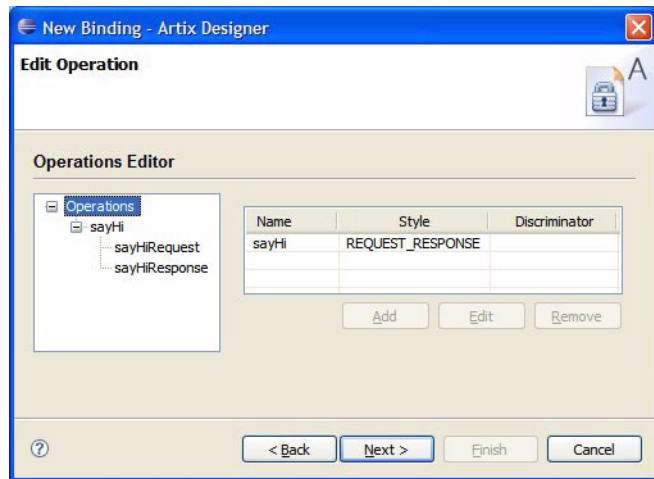 New Binding - Artix Designer
Edit Operation
A
Operations Editor
Operations
sayHi
sayHiRequest
sayHiResponse
Name Style Discriminator
sayHi REQUEST_RESPONSE
Add Edit Remove
? < Back Next > Finish Cancel